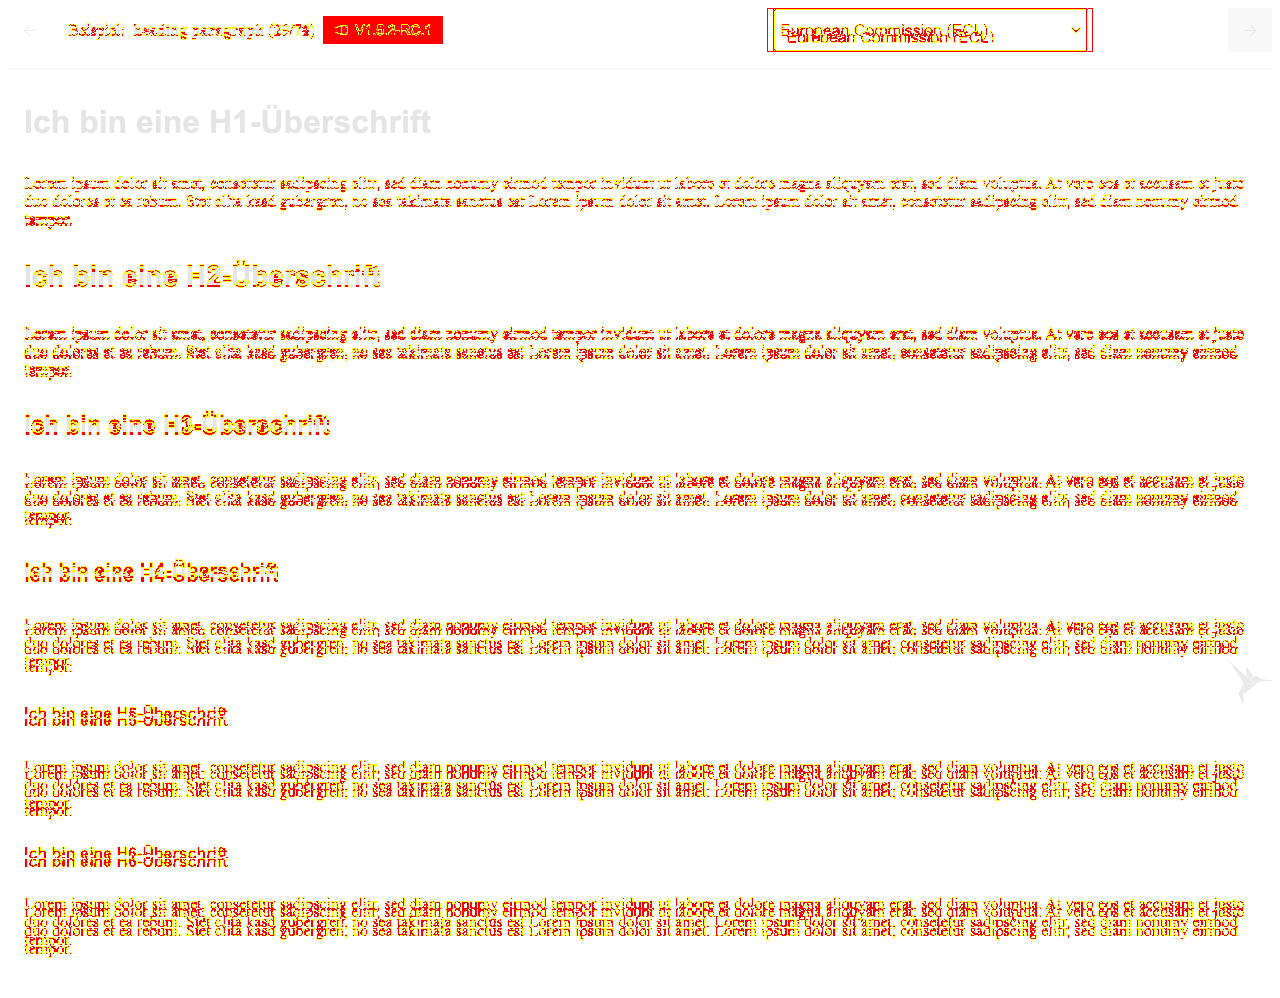 Beispiel: heading paragraph
V1.5.2-RC.1
European Commission (ECL)
Ich bin eine H1-Überschrift
Lorem ipsum dolor sit amet, consetetur sadipscing elitr, sed diam nonumy eirmod tempor invidunt ut labore et dolore magna aliquyam erat, sed diam voluptua. At vero eos et accusam et justo
duo dolores et ea rebum. Stet clita kasd gubergren, no sea takimata sanctus est Lorem ipsum dolor sit amet. Lorem ipsum dolor sit amet, consetetur sadipscing elitr, sed diam nonumy eirmod
tempor.
Ich bin eine H2-Überschrift
Lorem ipsum dolor sit amet, consetetur sadipscing elitr, sed diam nonumy eirmod tempor invidunt ut labore et dolore magna aliquyam erat, sed diam voluptua. At vero eos et accusam et justo
duo dolores et ea rebum. Stet clita kasd gubergren, no sea takimata sanctus est Lorem ipsum dolor sit amet. Lorem ipsum dolor sit amet, consetetur sadipscing elitr, sed diam nonumy eirmod
tempor.
Ich bin eine H3-Überschrift
Lorem ipsum dolor sit amet, consetetur sadipscing elitr, sed diam nonumy eirmod tempor invidunt ut labore et dolore magna aliquyam erat, sed diam voluptua. At vero eos et accusam et justo
duo dolores et ea rebum. Stet clita kasd gubergren, no sea takimata sanctus est Lorem ipsum dolor sit amet. Lorem ipsum dolor sit amet, consetetur sadipscing elitr, sed diam nonumy eirmod
tempor.
Ich bin eine H4-Überschrift
Lorem ipsum dolor sit amet, consetetur sadipscing elitr, sed diam nonumy eirmod tempor invidunt ut labore et dolore magna aliquyam erat, sed diam voluptua. At vero eos et accusam et justo
duo dolores et ea rebum. Stet clita kasd gubergren, no sea takimata sanctus est Lorem ipsum dolor sit amet. Lorem ipsum dolor sit amet, consetetur sadipscing elitr, sed diam nonumy eirmod
tempor.
Ich bin eine H5-Überschrift
Lorem ipsum dolor sit amet, consetetur sadipscing elitr, sed diam nonumy eirmod tempor invidunt ut labore et dolore magna aliquyam erat, sed diam voluptua. At vero eos et accusam et justo
duo dolores et ea rebum. Stet clita kasd gubergren, no sea takimata sanctus est Lorem ipsum dolor sit amet. Lorem ipsum dolor sit amet, consetetur sadipscing elitr, sed diam nonumy eirmod
tempor.
Ich bin eine H6-Überschrift
Lorem ipsum dolor sit amet, consetetur sadipscing elitr, sed diam nonumy eirmod tempor invidunt ut labore et dolore magna aliquyam erat, sed diam voluptua. At vero eos et accusam et justo
duo dolores et ea rebum. Stet clita kasd gubergren, no sea takimata sanctus est Lorem ipsum dolor sit amet. Lorem ipsum dolor sit amet, consetetur sadipscing elitr, sed diam nonumy eirmod
tempor.